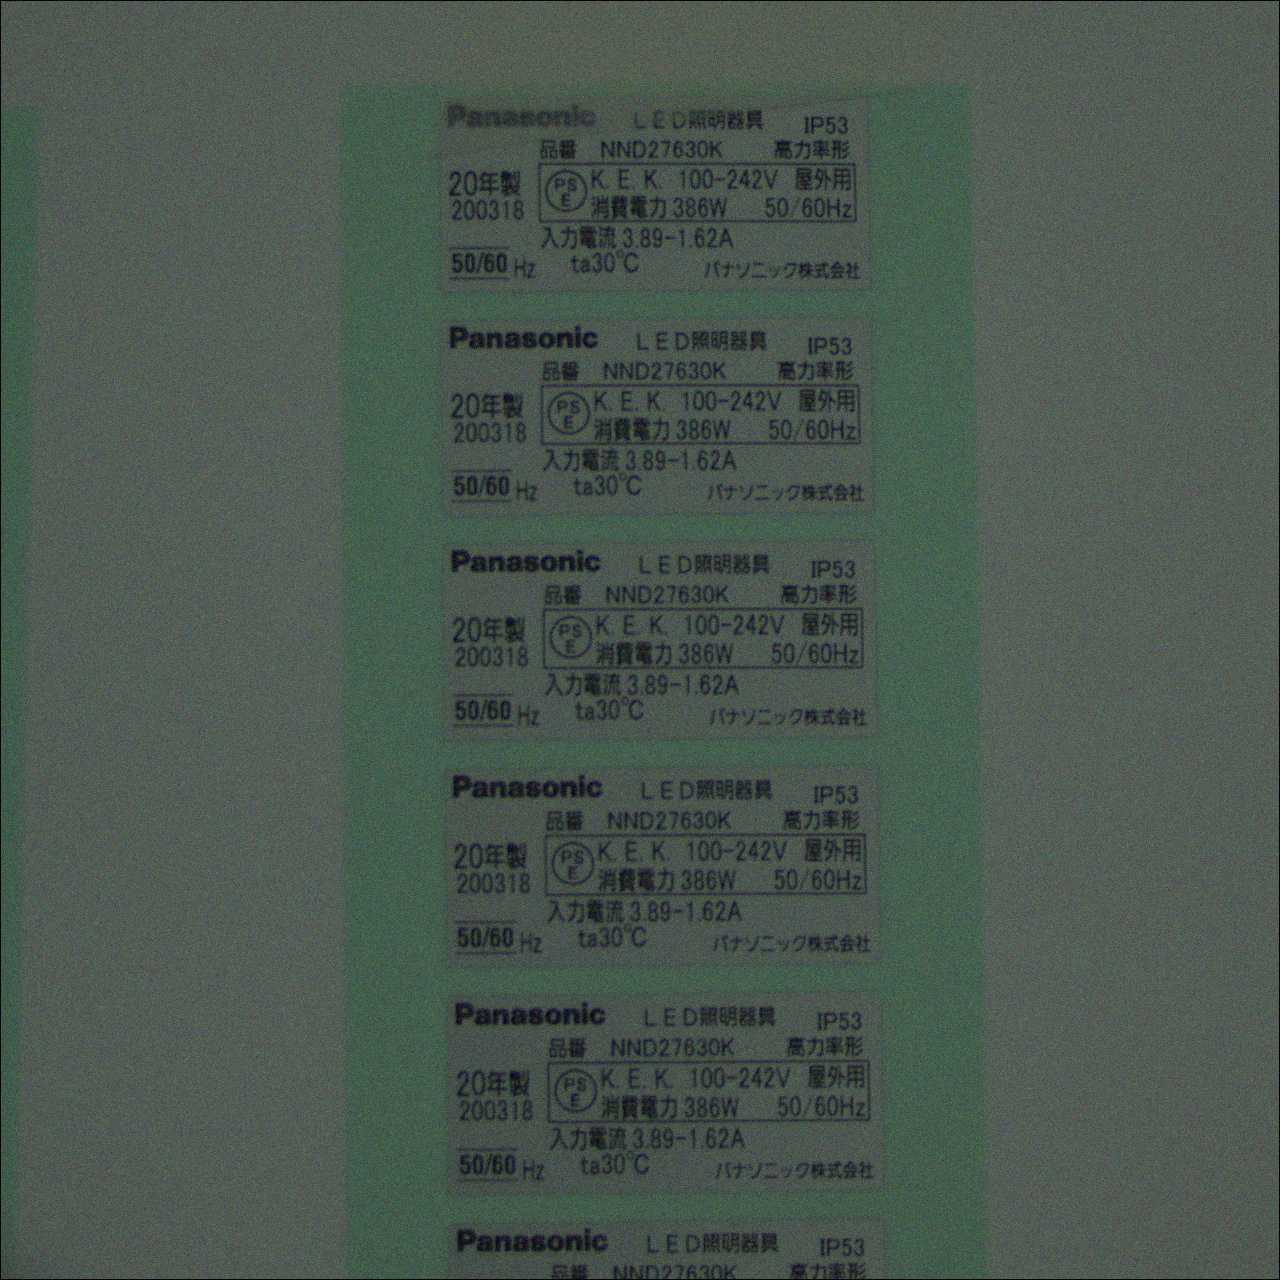 Panasonic LED照明器具 IP53
品番 NND27630K 高力率形
20年製 PSE K.E.K. 100-242V 屋外用
200318 消費電力 386W 50/60Hz
入力電流 3.89-1.62A
50/60 Hz ta30℃ パナソニック株式会社
Panasonic LED照明器具 IP53
品番 NND27630K 高力率形
20年製 PSE K.E.K. 100-242V 屋外用
200318 消費電力 386W 50/60Hz
入力電流 3.89-1.62A
50/60 Hz ta30℃ パナソニック株式会社
Panasonic LED照明器具 IP53
品番 NND27630K 高力率形
20年製 PSE K.E.K. 100-242V 屋外用
200318 消費電力 386W 50/60Hz
入力電流 3.89-1.62A
50/60 Hz ta30℃ パナソニック株式会社
Panasonic LED照明器具 IP53
品番 NND27630K 高力率形
20年製 PSE K.E.K. 100-242V 屋外用
200318 消費電力 386W 50/60Hz
入力電流 3.89-1.62A
50/60 Hz ta30℃ パナソニック株式会社
Panasonic LED照明器具 IP53
品番 NND27630K 高力率形
20年製 PSE K.E.K. 100-242V 屋外用
200318 消費電力 386W 50/60Hz
入力電流 3.89-1.62A
50/60 Hz ta30℃ パナソニック株式会社
Panasonic LED照明器具 IP53
品番 NND27630K 高力率形